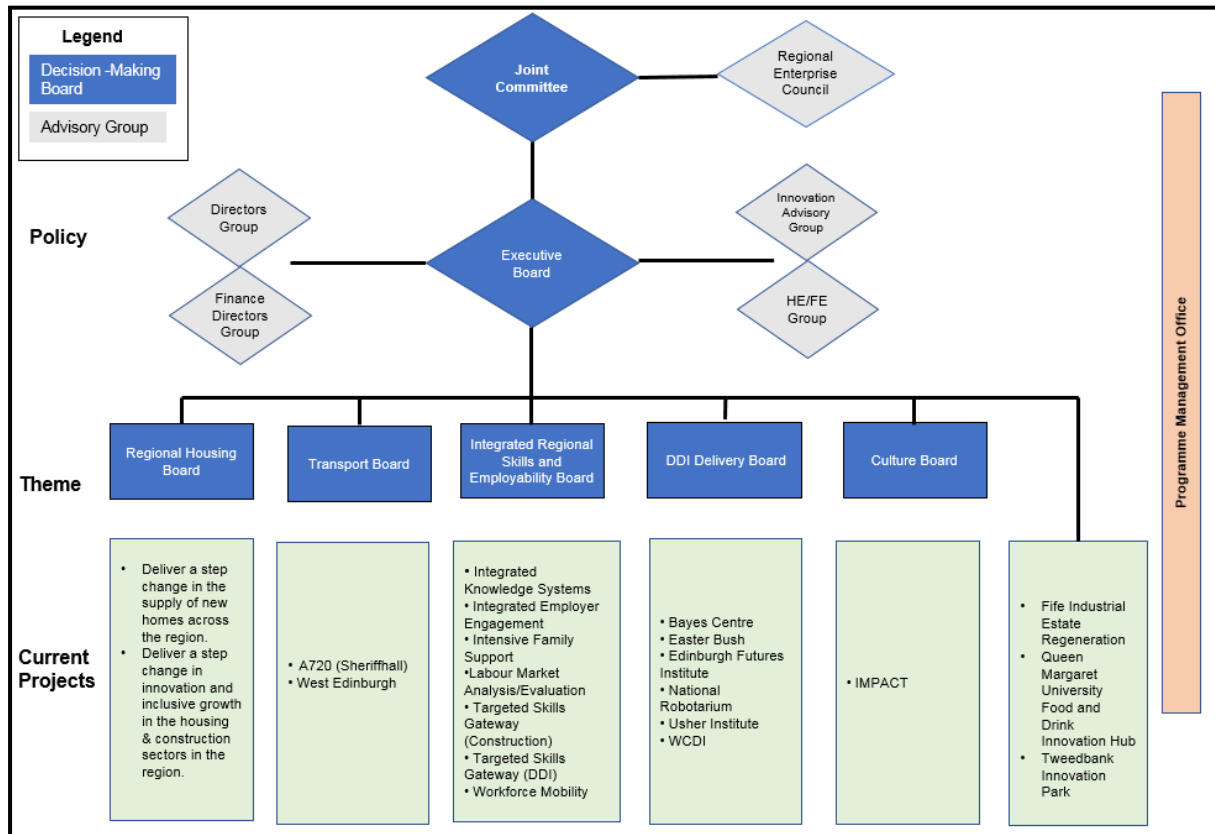 Legend
Decision -Making
Board
Advisory Group
Joint
Committee
Regional
Enterprise
Council
Policy
Directors
Group
Finance
Directors
Group
Executive
Board
Innovation
Advisory
Group
HE/FE
Group
Programme Management Office
Theme
Regional Housing
Board
Transport Board
Integrated Regional
Skills and
Employability Board
DDI Delivery Board
Culture Board
Current
Projects
• Deliver a step
change in the
supply of new
homes across
the region.
• Deliver a step
change in
innovation and
inclusive growth
in the housing
& construction
sectors in the
region.
• A720 (Sheriffhall)
• West Edinburgh
• Integrated
Knowledge Systems
• Integrated Employer
Engagement
• Intensive Family
Support
•Labour Market
Analysis/Evaluation
• Targeted Skills
Gateway
(Construction)
• Targeted Skills
Gateway (DDI)
• Workforce Mobility
• Bayes Centre
• Easter Bush
• Edinburgh Futures
Institute
• National
Robotarium
• Usher Institute
• WCDI
• IMPACT
• Fife Industrial
Estate
Regeneration
• Queen
Margaret
University
Food and
Drink
Innovation Hub
• Tweedbank
Innovation
Park